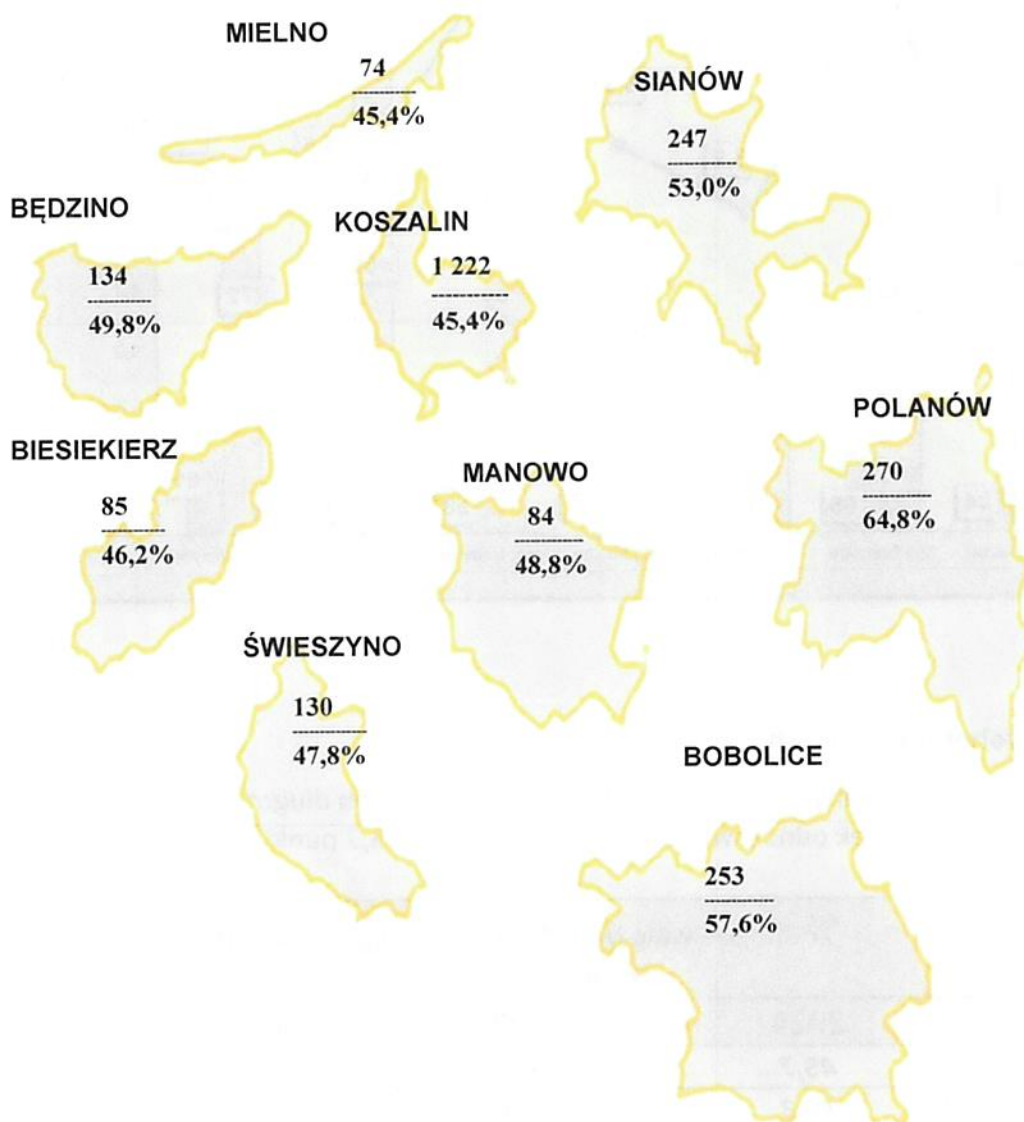 MIELNO
74
45,4%
SIANÓW
247
53,0%
BĘDZINO
134
49,8%
KOSZALIN
1 222
45,4%
POLANÓW
270
64,8%
BIESIEKIERZ
85
46,2%
MANOWO
84
48,8%
ŚWIESZYNO
130
47,8%
BOBOLICE
253
57,6%